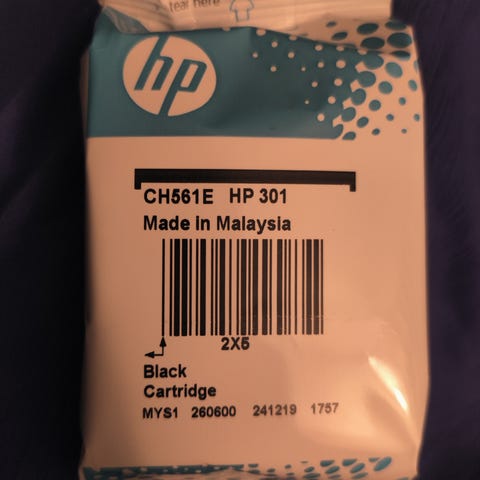 tear here
hp
CH561E HP 301
Made in Malaysia
2X5
Black
Cartridge
MYS1 260600 241219 1757